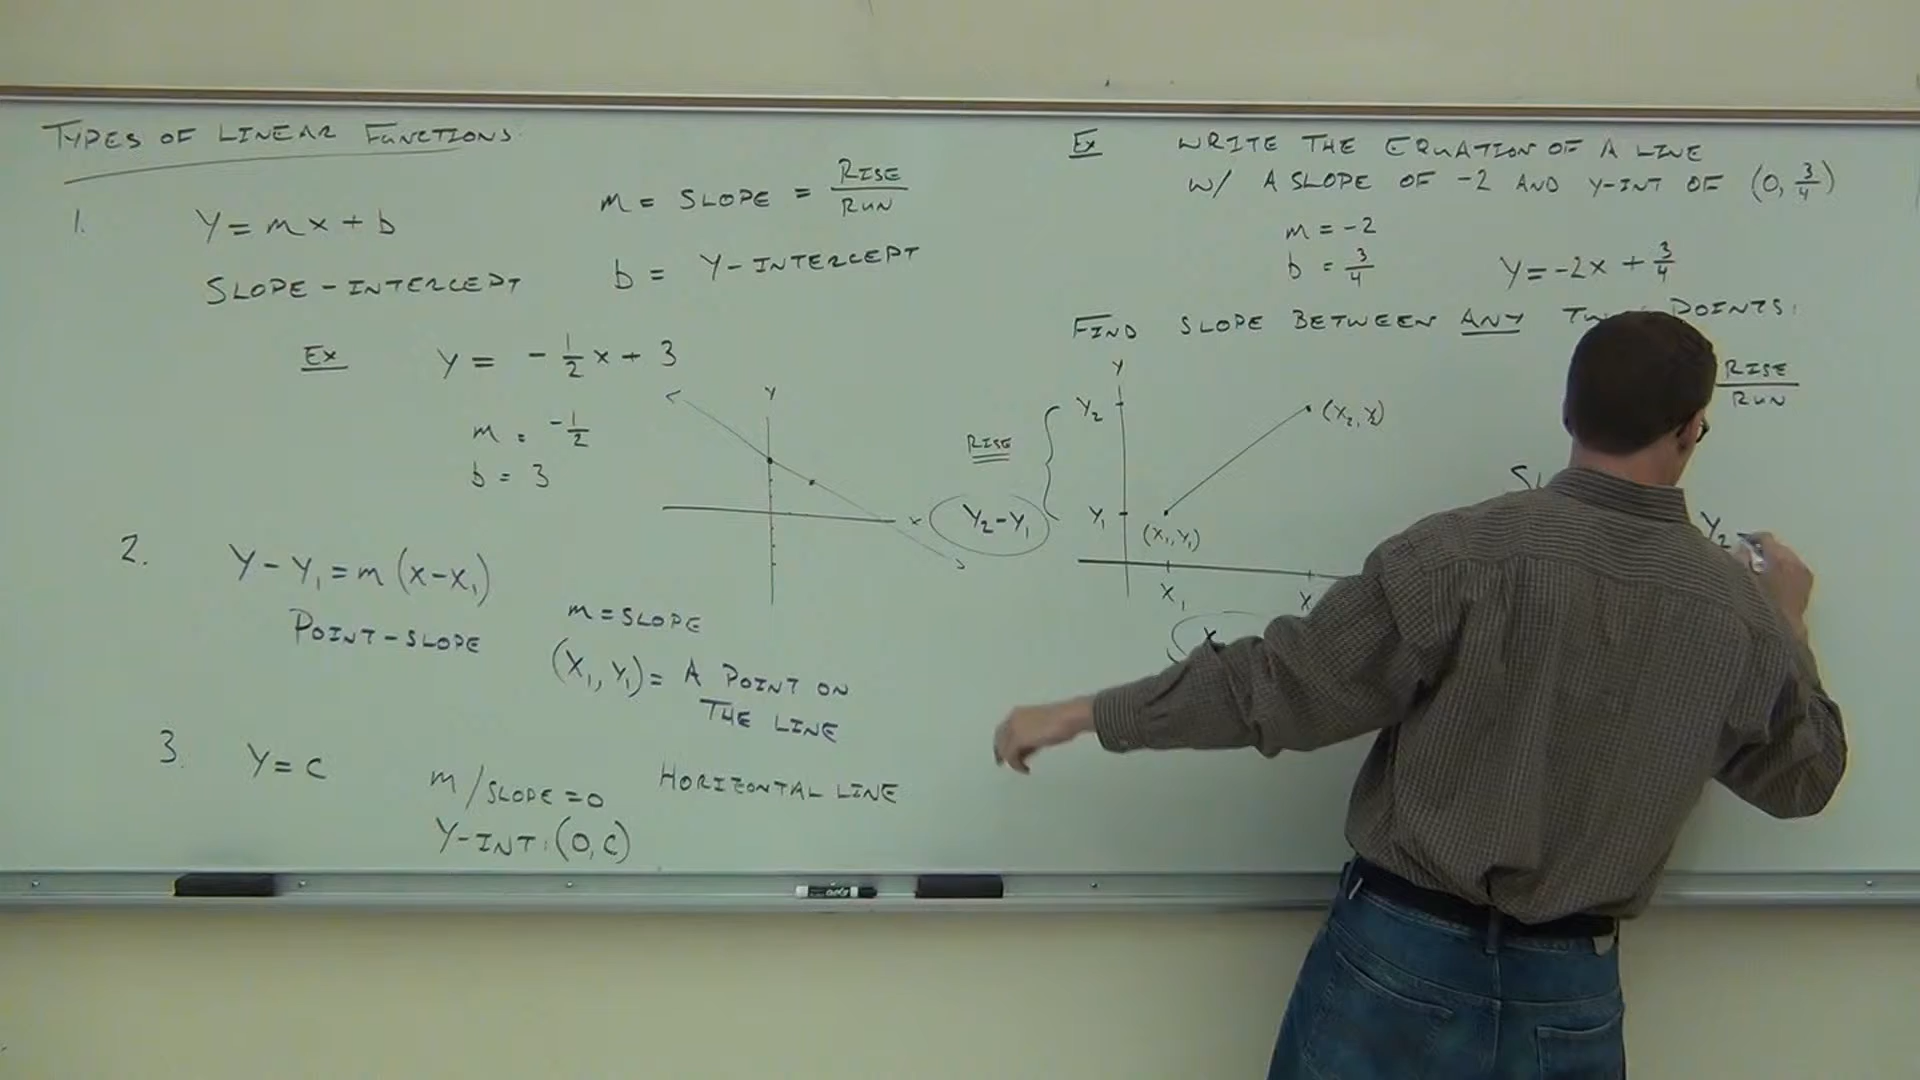 TYPES OF LINEAR FUNCTIONS
1. Y = mx + b
SLOPE-INTERCEPT
m = SLOPE = RISE/RUN
b = Y-INTERCEPT
Ex Y = -1/2 x + 3
m = -1/2
b = 3
Y
X
2. Y - Y₁ = m(x - x₁)
POINT-SLOPE
m = SLOPE
(X₁, Y₁) = A POINT ON
THE LINE
3. Y = C
m/SLOPE = 0
Y-INT: (0, C)
HORIZONTAL LINE
Ex WRITE THE EQUATION OF A LINE
W/ A SLOPE OF -2 AND Y-INT OF (0, 3/4)
m = -2
b = 3/4
Y = -2x + 3/4
FIND SLOPE BETWEEN ANY POINTS:
Y
Y₂
(X₂, Y₂)
RISE
Y₂ - Y₁
Y₁
(X₁, Y₁)
X₁
X
X
RISE/RUN
Y₂ -